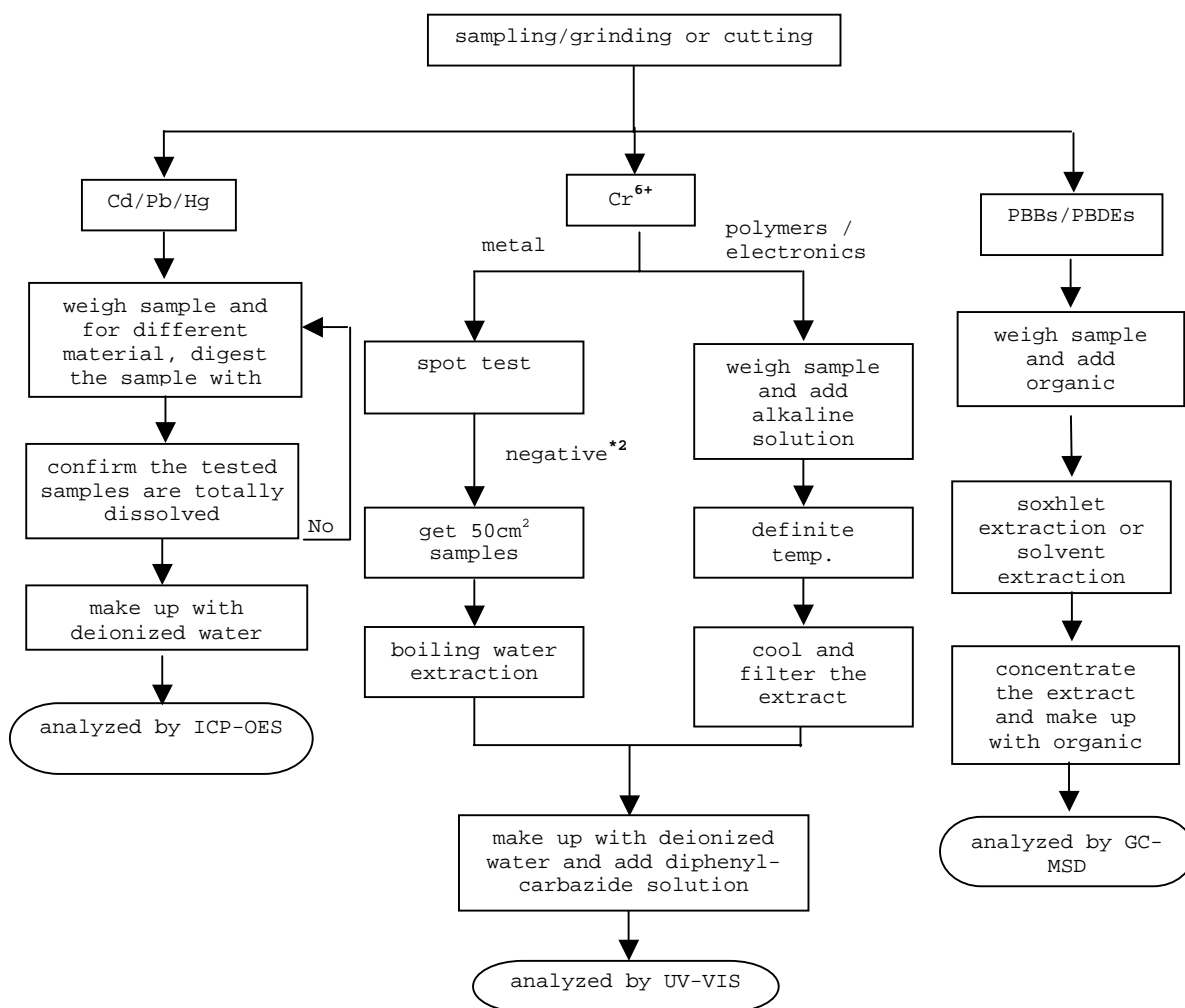 sampling/grinding or cutting
Cd/Pb/Hg
Cr⁶⁺
PBBs/PBDEs
metal
polymers /
electronics
weigh sample and
for different
material, digest
the sample with
confirm the tested
samples are totally
dissolved
No
make up with
deionized water
analyzed by ICP-OES
spot test
negative*²
get 50cm²
samples
boiling water
extraction
weigh sample
and add
alkaline
solution
definite
temp.
cool and
filter the
extract
make up with deionized
water and add diphenyl-
carbazide solution
analyzed by UV-VIS
weigh sample
and add
organic
soxhlet
extraction or
solvent
extraction
concentrate
the extract
and make up
with organic
analyzed by GC-
MSD